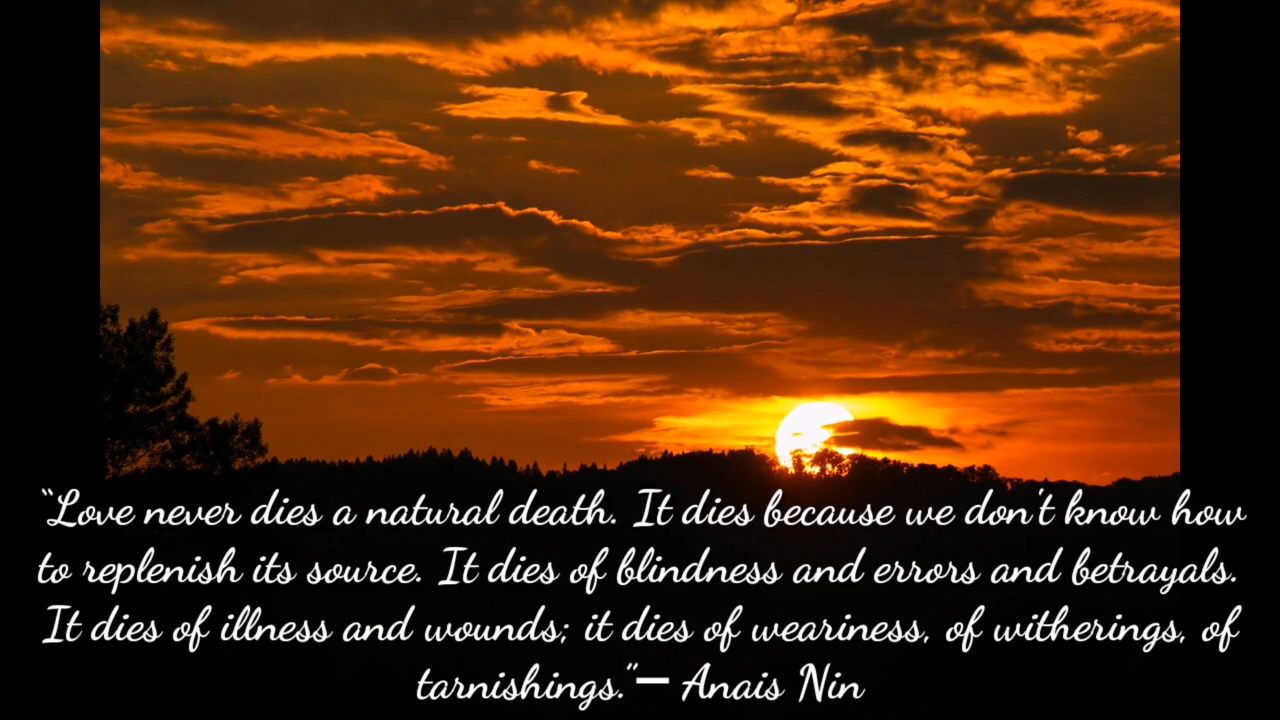 “Love never dies a natural death. It dies because we don't know how
to replenish its source. It dies of blindness and errors and betrayals.
It dies of illness and wounds; it dies of weariness, of witherings, of
tarnishings.”— Anais Nin